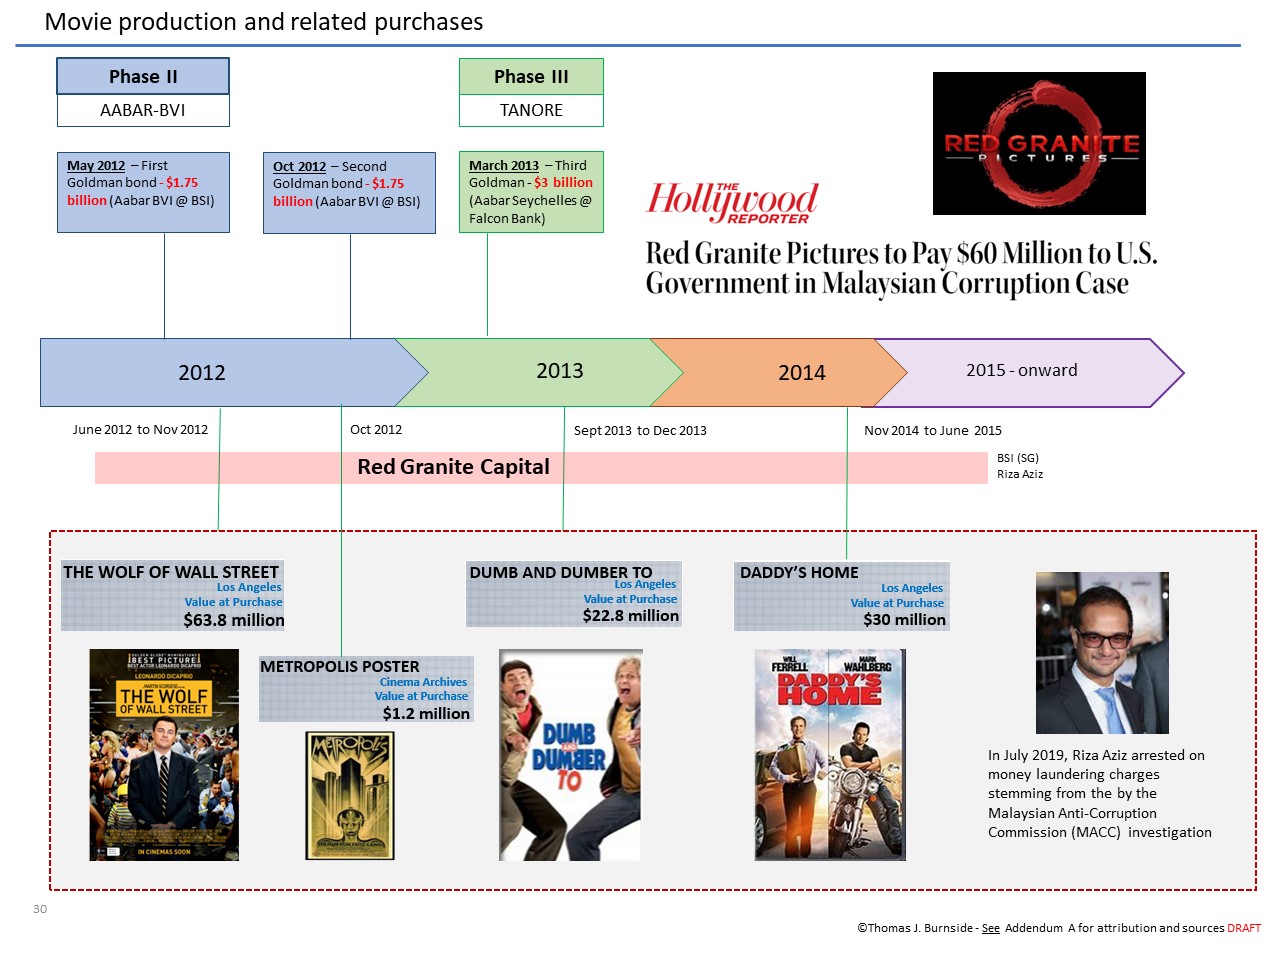 Movie production and related purchases
Phase II
AABAR-BVI
Phase III
TANORE
May 2012 – First
Goldman bond - $1.75
billion (Aabar BVI @ BSI)
Oct 2012 – Second
Goldman bond - $1.75
billion (Aabar BVI @ BSI)
March 2013 – Third
Goldman - $3 billion
(Aabar Seychelles @
Falcon Bank)
THE
Hollywood
REPORTER
RED GRANITE
PICTURES
Red Granite Pictures to Pay $60 Million to U.S.
Government in Malaysian Corruption Case
2012
2013
2014
2015 - onward
June 2012 to Nov 2012
Oct 2012
Sept 2013 to Dec 2013
Nov 2014 to June 2015
Red Granite Capital
BSI (SG)
Riza Aziz
THE WOLF OF WALL STREET
Los Angeles
Value at Purchase
$63.8 million
METROPOLIS POSTER
Cinema Archives
Value at Purchase
$1.2 million
DUMB AND DUMBER TO
Los Angeles
Value at Purchase
$22.8 million
DADDY'S HOME
Los Angeles
Value at Purchase
$30 million
BEST PICTURE
BEST ACTOR LEONARDO DICAPRIO
LEONARDO DICAPRIO
THE WOLF
OF WALL STREET
IN CINEMAS SOON
METROPOLIS
DUMB
AND
DUMBER
TO
WILL
FERRELL
MARK
WAHLBERG
DADDY'S
HOME
In July 2019, Riza Aziz arrested on
money laundering charges
stemming from the by the
Malaysian Anti-Corruption
Commission (MACC) investigation
30
©Thomas J. Burnside - See Addendum A for attribution and sources DRAFT